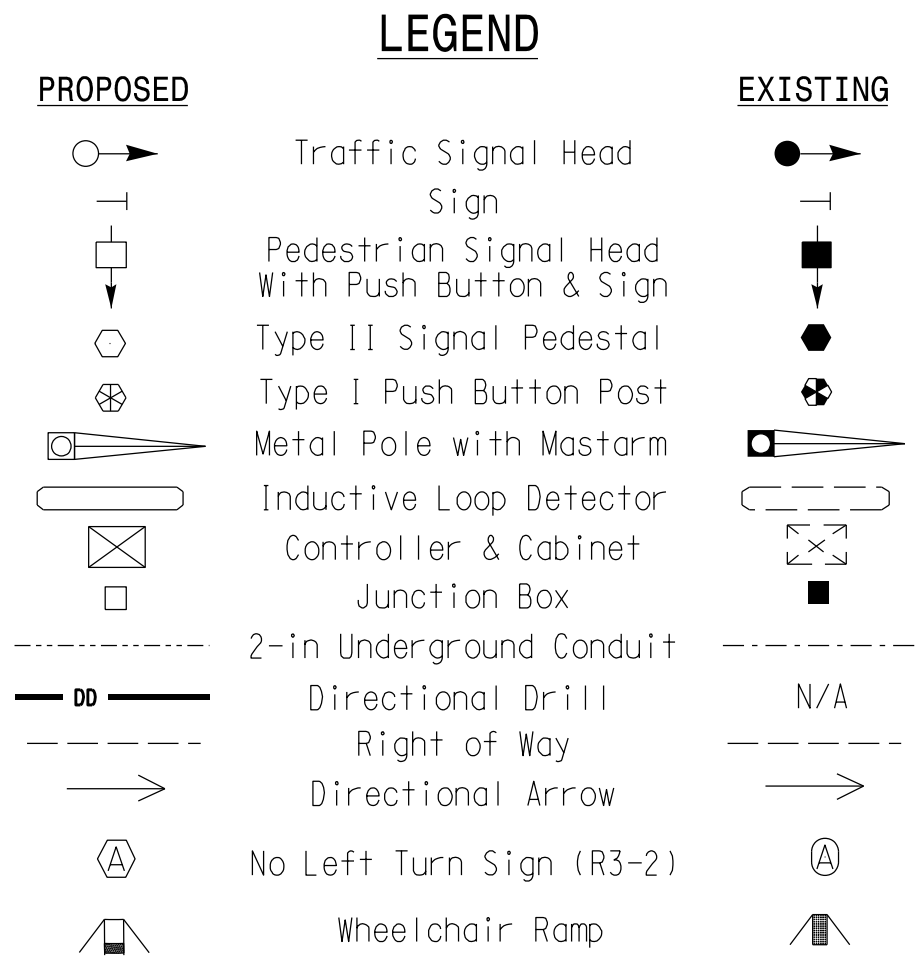 LEGEND
PROPOSED EXISTING
Traffic Signal Head
Sign
Pedestrian Signal Head
With Push Button & Sign
Type II Signal Pedestal
Type I Push Button Post
Metal Pole with Mastarm
Inductive Loop Detector
Controller & Cabinet
Junction Box
2-in Underground Conduit
DD Directional Drill N/A
Right of Way
Directional Arrow
A No Left Turn Sign (R3-2) A
Wheelchair Ramp